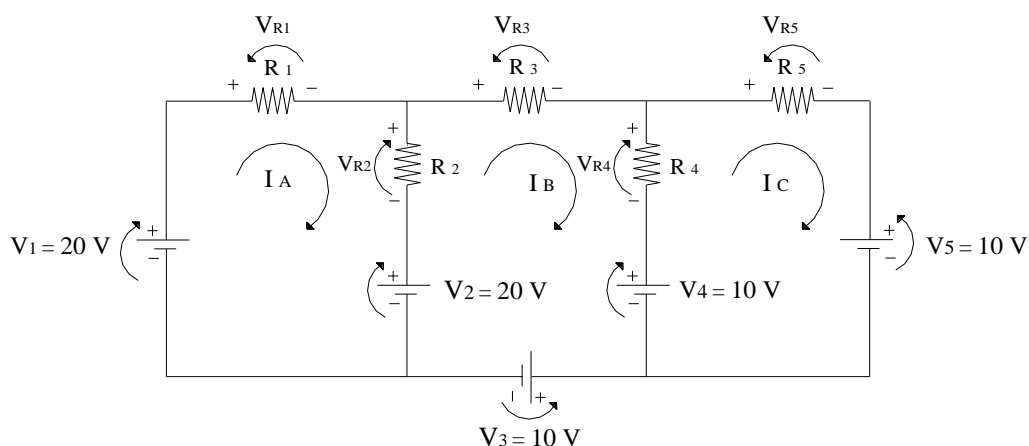 VR1 VR3 VR5
R 1 R 3 R 5
+ − + − + −
+ +
VR2 R 2 VR4 R 4
I A I B I C
− −
V1 = 20 V + − V5 = 10 V + −
V2 = 20 V + − V4 = 10 V + −
− +
V3 = 10 V